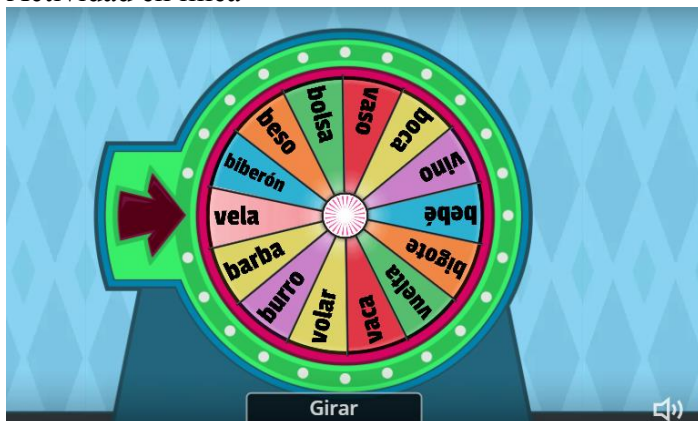 bolsa
vaso
boca
vino
bebé
bigote
vuelta
vaca
volar
burro
barba
vela
biberón
beso
Girar